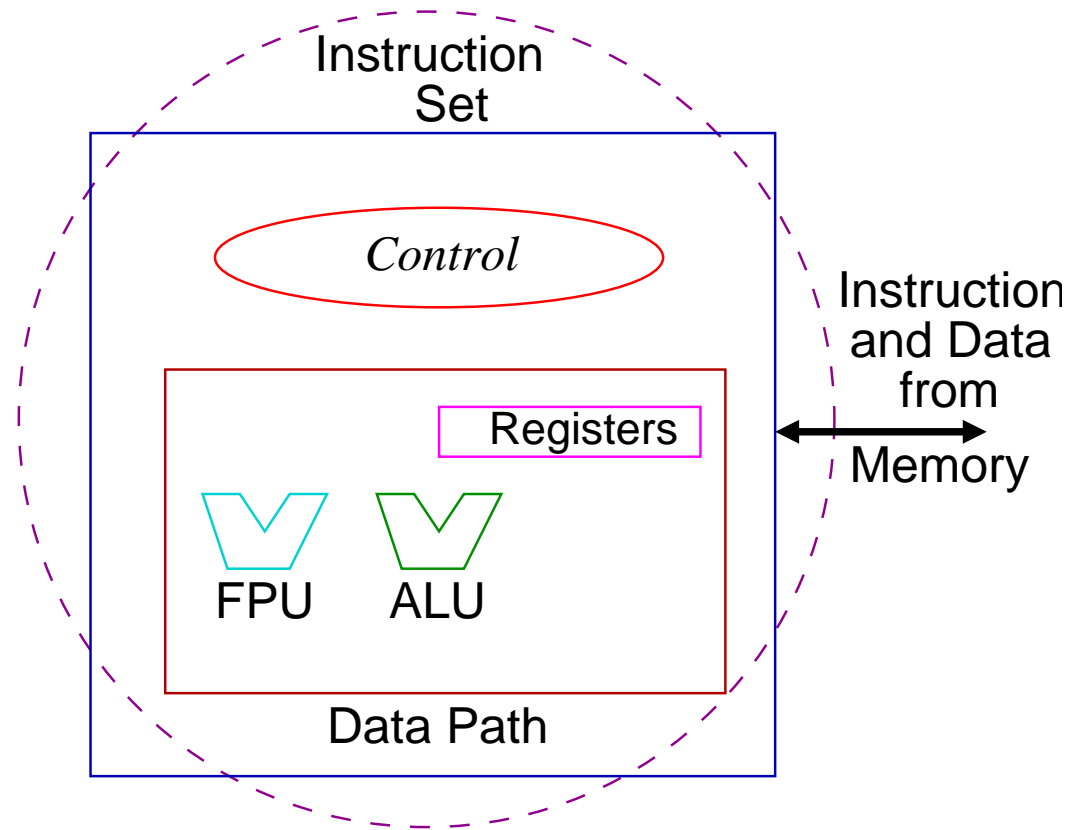 Instruction
Set
Control
Instruction
and Data
from
Memory
Registers
FPU ALU
Data Path